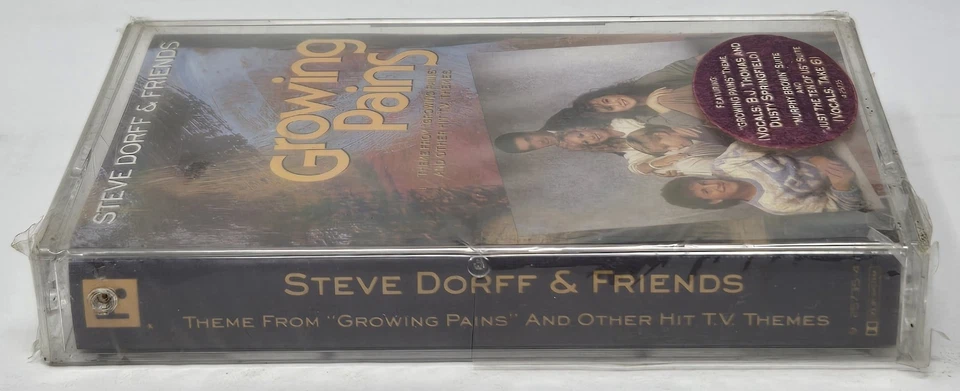 STEVE DORFF & FRIENDS
Growing
Pains
THEME FROM GROWING PAINS
AND OTHER HIT T.V. THEMES
FEATURING:
"GROWING PAINS" THEME
(VOCALS: B.J. THOMAS AND
DUSTY SPRINGFIELD)
"MURPHY BROWN" SUITE
AND
"JUST THE TEN OF US" SUITE
(VOCALS: TAKE 6)
STEVE DORFF & FRIENDS
THEME FROM "GROWING PAINS" AND OTHER HIT T.V. THEMES